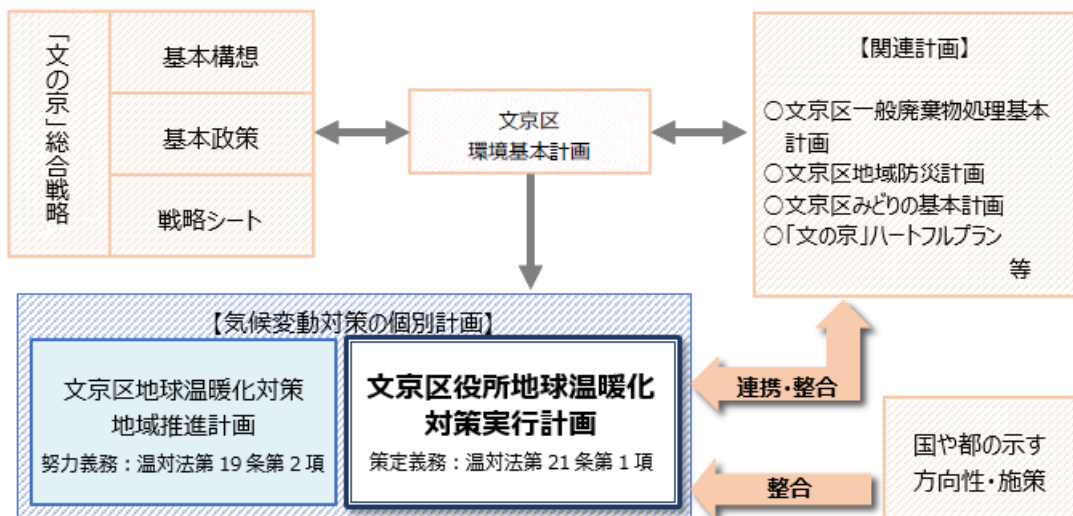 「文の京」総合戦略
基本構想
基本政策
戦略シート
文京区
環境基本計画
【関連計画】
○文京区一般廃棄物処理基本
計画
○文京区地域防災計画
○文京区みどりの基本計画
○「文の京」ハートフルプラン
等
【気候変動対策の個別計画】
文京区地球温暖化対策
地域推進計画
努力義務：温対法第19条第2項
文京区役所地球温暖化
対策実行計画
策定義務：温対法第21条第1項
連携・整合
整合
国や都の示す
方向性・施策